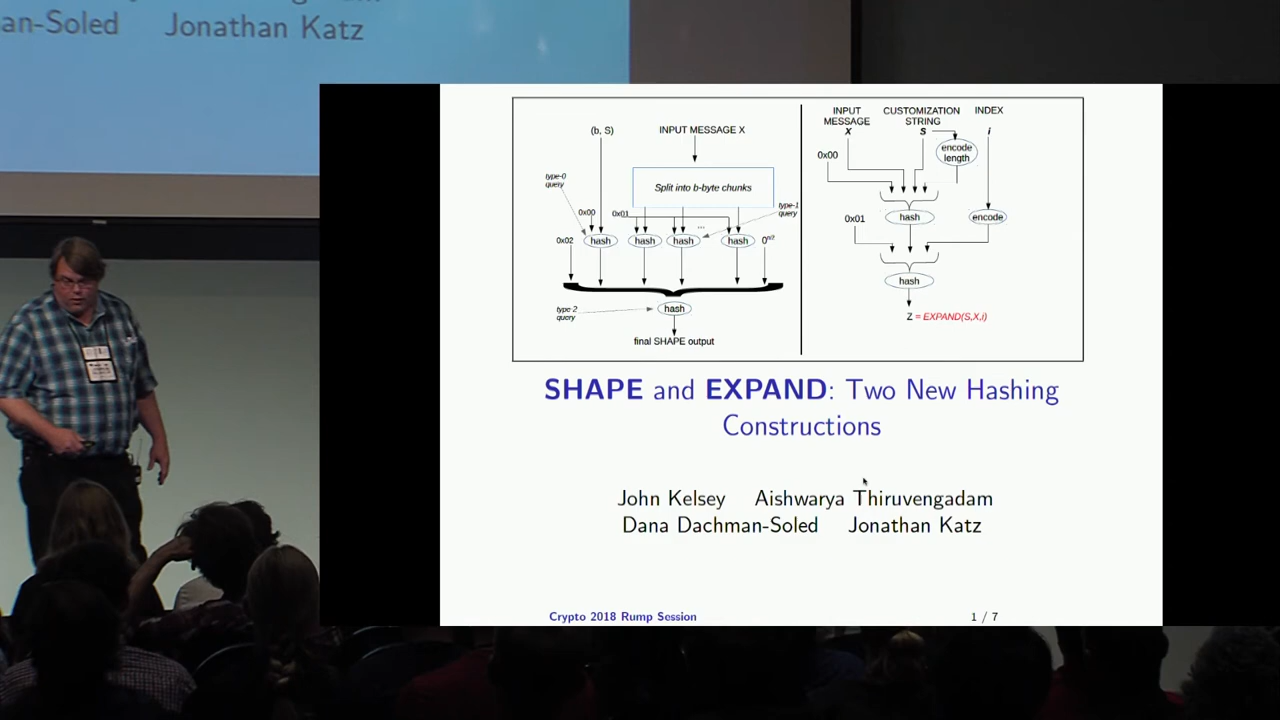 an-Soled Jonathan Katz
(b, S) INPUT MESSAGE X
Split into b-byte chunks
type-0
query
type-1
query
0x00 0x01
...
0x02 hash hash hash hash
type-2
query
hash
final SHAPE output
INPUT
MESSAGE
X
CUSTOMIZATION
STRING
S
INDEX
i
encode
length
0x00
hash
encode
0x01
hash
Z = EXPAND(S,X,i)
SHAPE and EXPAND: Two New Hashing
Constructions
John Kelsey Aishwarya Thiruvengadam
Dana Dachman-Soled Jonathan Katz
Crypto 2018 Rump Session 1 / 7